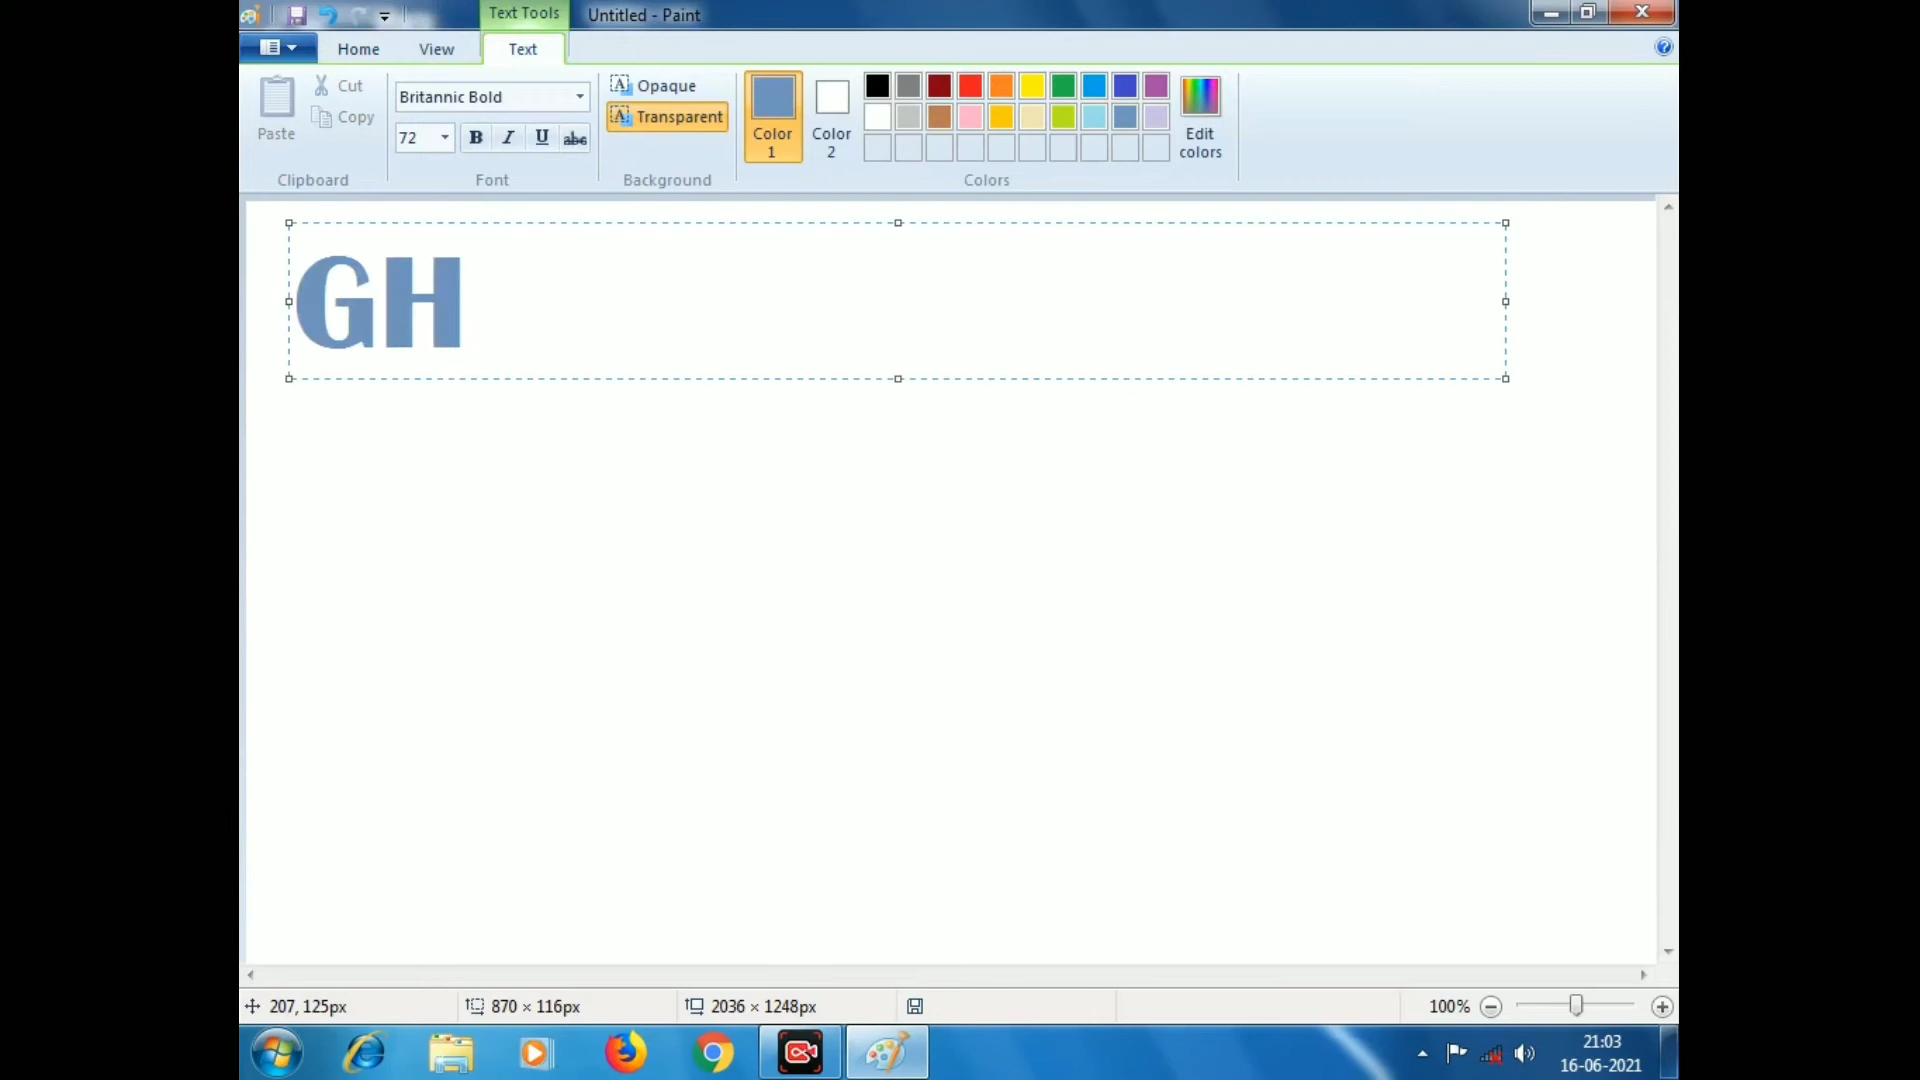 Text Tools
Untitled - Paint
Home
View
Text
Paste
Cut
Copy
Clipboard
Britannic Bold
72
B
I
U
abc
Font
Opaque
Transparent
Background
Color
1
Color
2
Colors
Edit
colors
GH
207, 125px
870 × 116px
2036 × 1248px
100%
21:03
16-06-2021